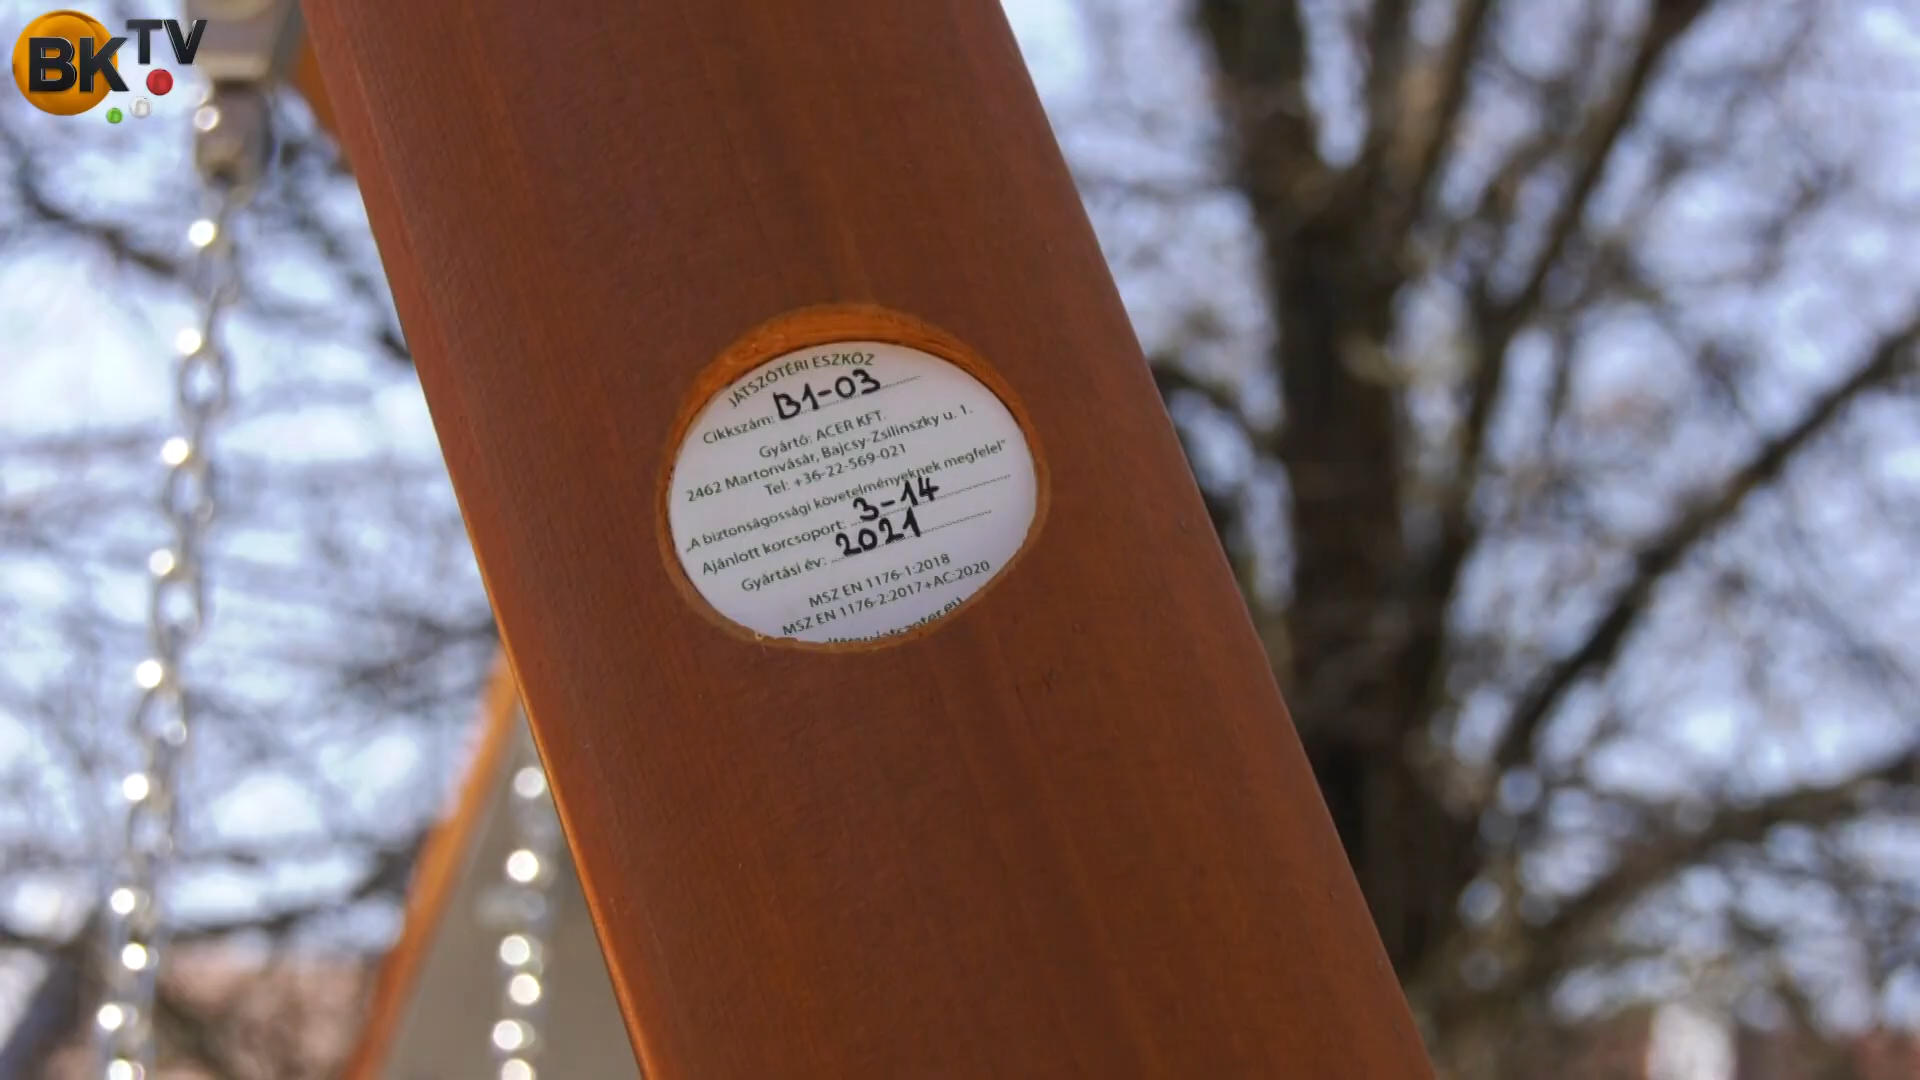 BKTV
JÁTSZÓTÉRI ESZKÖZ
Cikkszám: B1-03
Gyártó: ACER KFT.
2462 Martonvásár, Bajcsy-Zsilinszky u. 1.
Tel: +36-22-569-021
„A biztonságossági követelményeknek megfelel"
Ajánlott korcsoport: 3-14
Gyártási év: 2021
MSZ EN 1176-1:2018
MSZ EN 1176-2:2017+AC:2020